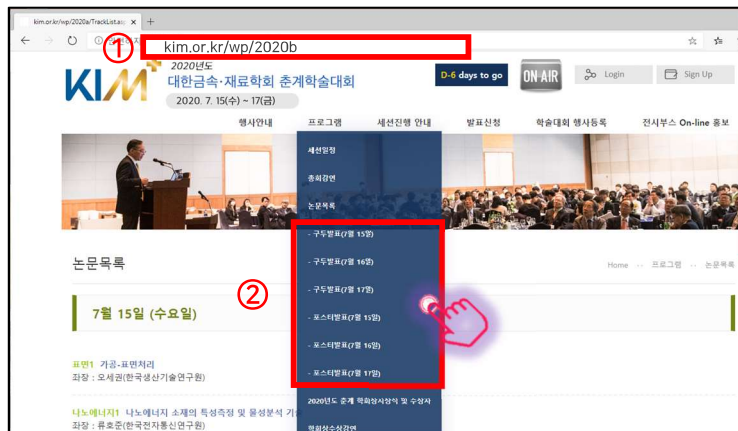 kim.or.kr/wp/2020a/TrackList.as
①
kim.or.kr/wp/2020b
KIM
2020년도
대한금속·재료학회 춘계학술대회
2020. 7. 15(수) ~ 17(금)
D-6 days to go
ON AIR
Login
Sign Up
행사안내 프로그램 세션진행 안내 발표신청 학술대회 행사등록 전시부스 On-line 홍보
세션일정
총회강연
논문목록
- 구두발표(7월 15일)
- 구두발표(7월 16일)
- 구두발표(7월 17일)
- 포스터발표(7월 15일)
- 포스터발표(7월 16일)
- 포스터발표(7월 17일)
2020년도 춘계 학회상시상식 및 수상자
학회상수상강연
②
논문목록
Home ·· 프로그램 ·· 논문목록
7월 15일 (수요일)
표면1 가공-표면처리
좌장 : 오세권(한국생산기술연구원)
나노에너지1 나노에너지 소재의 특성측정 및 물성분석 기
좌장 : 류호준(한국전자통신연구원)